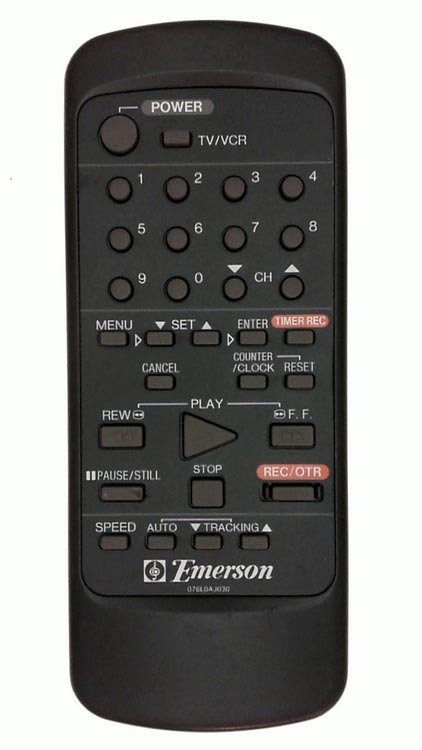 POWER
TV/VCR
1 2 3 4
5 6 7 8
9 0 CH
MENU SET ENTER TIMER REC
CANCEL COUNTER/CLOCK RESET
PLAY
REW F.F.
PAUSE/STILL STOP REC/OTR
SPEED AUTO TRACKING
Emerson
076L0AJ030